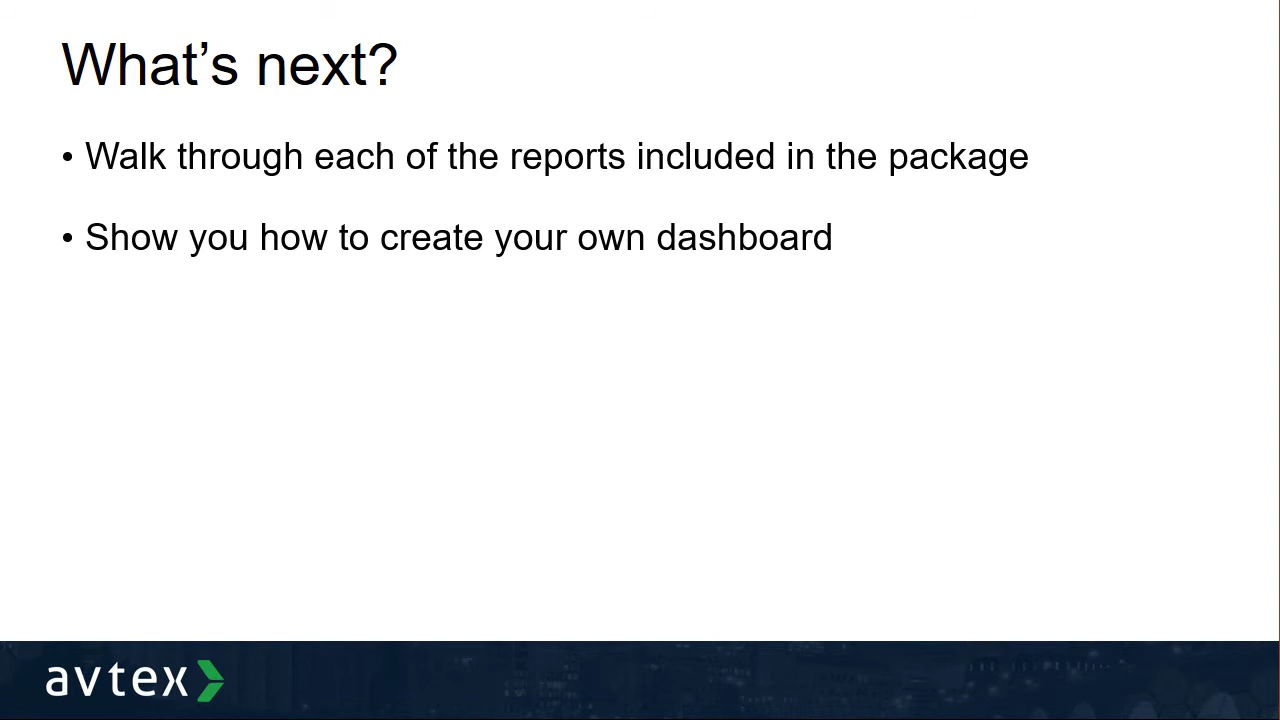 What’s next?
• Walk through each of the reports included in the package
• Show you how to create your own dashboard
avtex